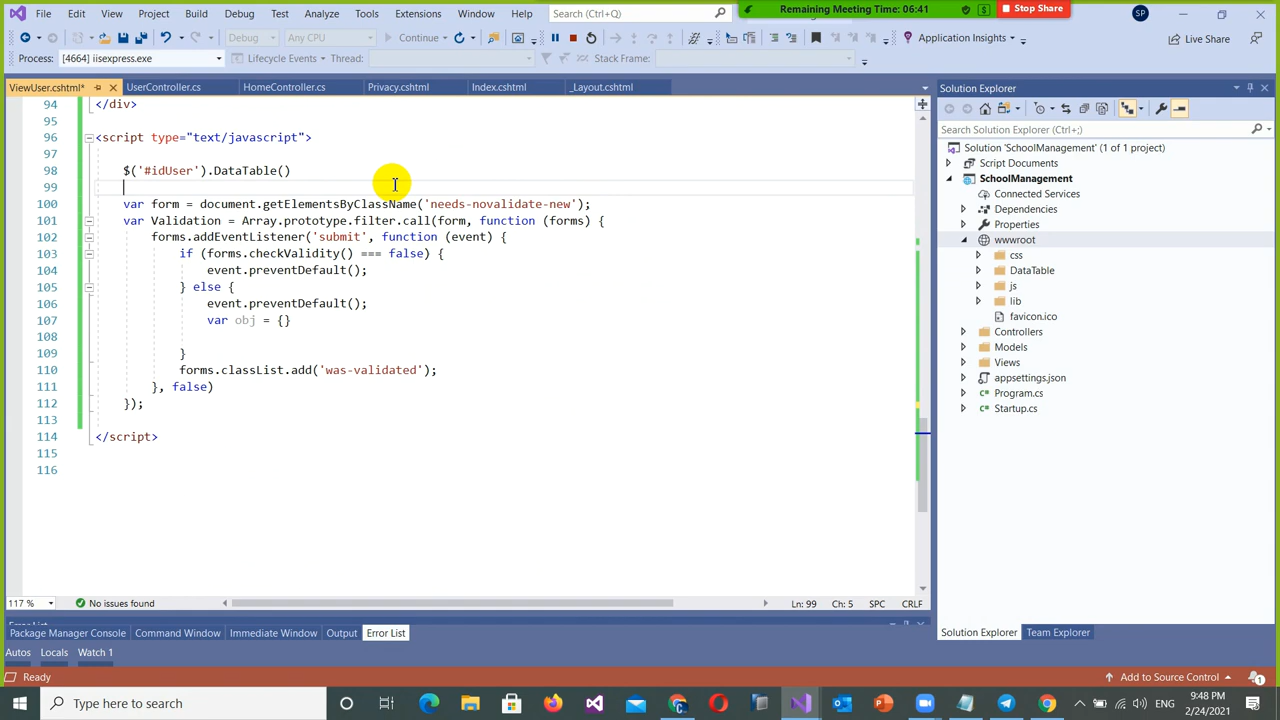 File Edit View Project Build Debug Test Analyze Tools Extensions Window Help Search (Ctrl+Q)
Remaining Meeting Time: 06:41 Stop Share
SP
Debug Any CPU Continue Application Insights Live Share
Process: [4664] iisexpress.exe Lifecycle Events Thread: Stack Frame:
ViewUser.cshtml* UserController.cs HomeController.cs Privacy.cshtml Index.cshtml _Layout.cshtml
94 </div>
95
96 <script type="text/javascript">
97
98 $('#idUser').DataTable()
99
100 var form = document.getElementsByClassName('needs-novalidate-new');
101 var Validation = Array.prototype.filter.call(form, function (forms) {
102 forms.addEventListener('submit', function (event) {
103 if (forms.checkValidity() === false) {
104 event.preventDefault();
105 } else {
106 event.preventDefault();
107 var obj = {}
108
109 }
110 forms.classList.add('was-validated');
111 }, false)
112 });
113
114 </script>
115
116
117 % No issues found Ln: 99 Ch: 5 SPC CRLF
Solution Explorer
Search Solution Explorer (Ctrl+;)
Solution 'SchoolManagement' (1 of 1 project)
Script Documents
SchoolManagement
Connected Services
Dependencies
Properties
wwwroot
css
DataTable
js
lib
favicon.ico
Controllers
Models
Views
appsettings.json
Program.cs
Startup.cs
Solution Explorer Team Explorer
Error List
Package Manager Console Command Window Immediate Window Output Error List
Autos Locals Watch 1
Ready Add to Source Control 1
Type here to search
9:48 PM
2/24/2021